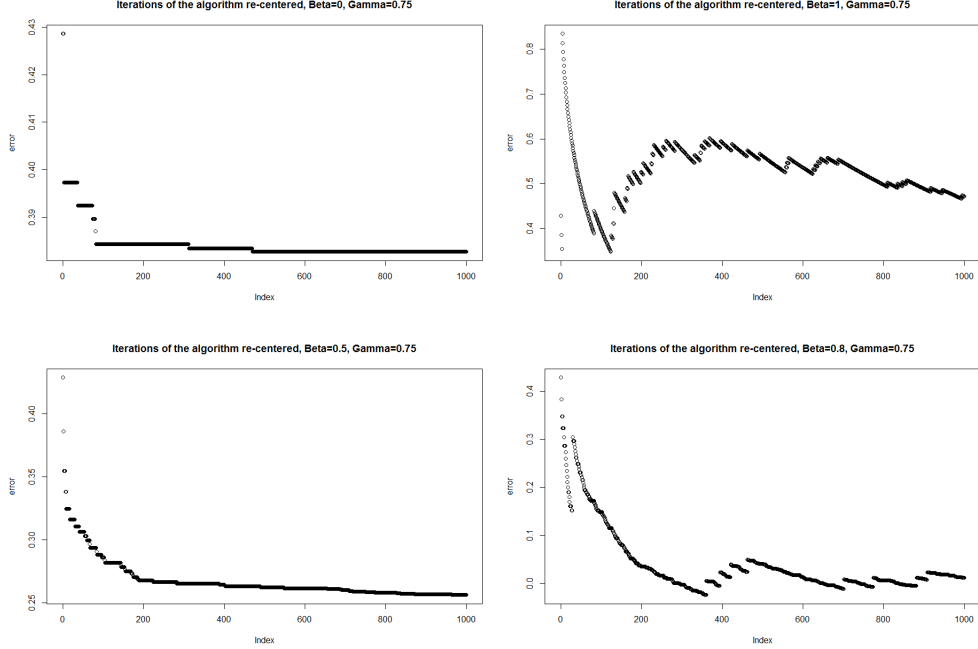 Iterations of the algorithm re-centered, Beta=0, Gamma=0.75
error
0.43
0.42
0.41
0.40
0.39
0 200 400 600 800 1000
Index
Iterations of the algorithm re-centered, Beta=1, Gamma=0.75
error
0.8
0.7
0.6
0.5
0.4
0 200 400 600 800 1000
Index
Iterations of the algorithm re-centered, Beta=0.5, Gamma=0.75
error
0.40
0.35
0.30
0.25
0 200 400 600 800 1000
Index
Iterations of the algorithm re-centered, Beta=0.8, Gamma=0.75
error
0.4
0.3
0.2
0.1
0.0
0 200 400 600 800 1000
Index